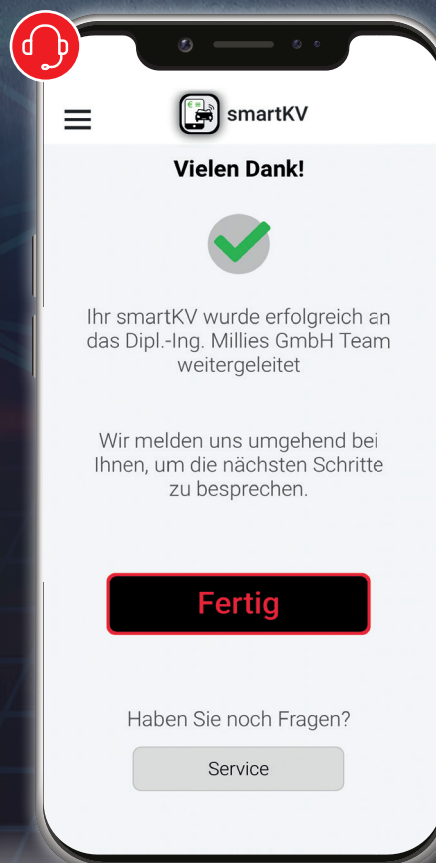 smartKV
Vielen Dank!
Ihr smartKV wurde erfolgreich an
das Dipl.-Ing. Millies GmbH Team
weitergeleitet
Wir melden uns umgehend bei
Ihnen, um die nächsten Schritte
zu besprechen.
Fertig
Haben Sie noch Fragen?
Service